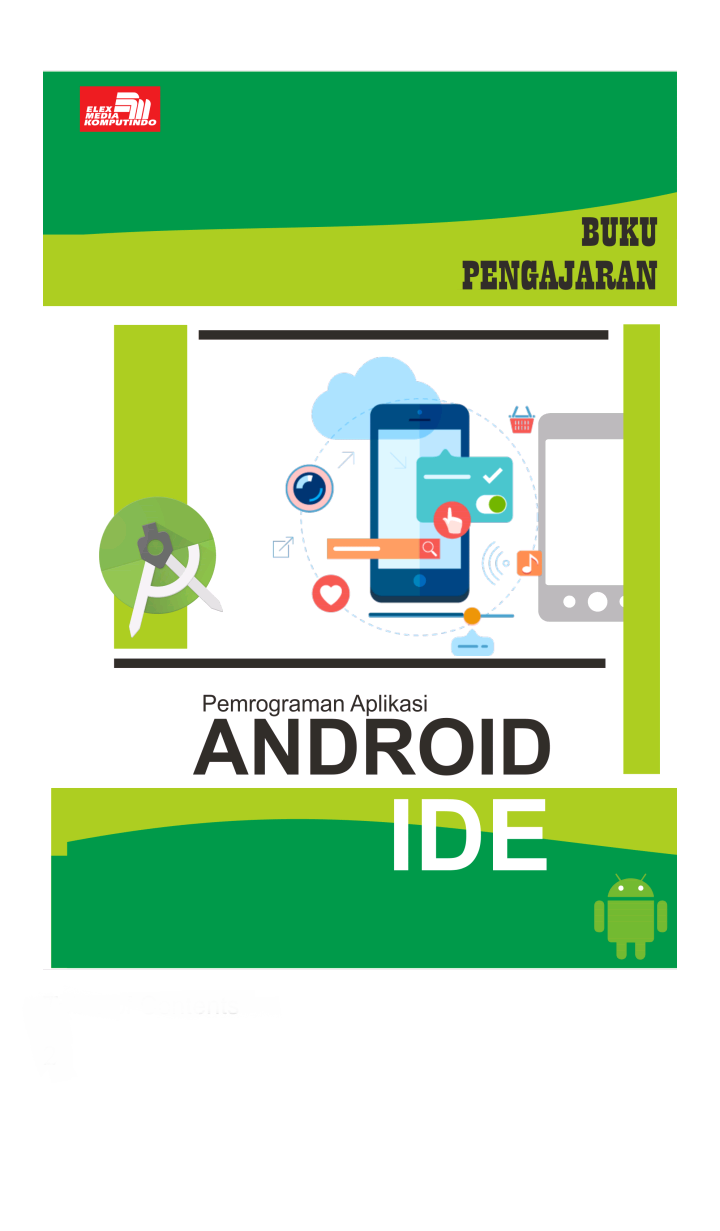 ELEX
MEDIA
KOMPUTINDO
BUKU
PENGAJARAN
Pemrograman Aplikasi
ANDROID
IDE